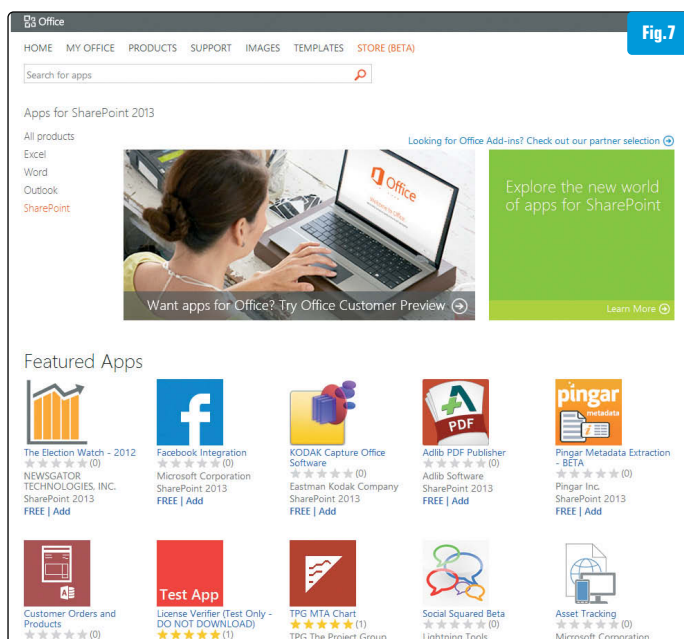 Office
Fig.7
HOME MY OFFICE PRODUCTS SUPPORT IMAGES TEMPLATES STORE (BETA)
Search for apps
Apps for SharePoint 2013
All products
Excel
Word
Outlook
SharePoint
Looking for Office Add-ins? Check out our partner selection
Office
Want apps for Office? Try Office Customer Preview
Explore the new world
of apps for SharePoint
Learn More
Featured Apps
The Election Watch - 2012
(0)
NEWSGATOR
TECHNOLOGIES, INC.
SharePoint 2013
FREE | Add
f
Facebook Integration
(0)
Microsoft Corporation
SharePoint 2013
FREE | Add
KODAK Capture Office
Software
(0)
Eastman Kodak Company
SharePoint 2013
FREE | Add
PDF
Adlib PDF Publisher
(0)
Adlib Software
SharePoint 2013
FREE | Add
pingar
metadata
Pingar Metadata Extraction
- BETA
(0)
Pingar Inc.
SharePoint 2013
FREE | Add
Customer Orders and
Products
(0)
Test App
License Verifier (Test Only -
DO NOT DOWNLOAD)
(1)
TPG MTA Chart
(1)
TPG The Project Group
Social Squared Beta
(0)
Lightning Tools
Asset Tracking
(0)
Microsoft Corporation